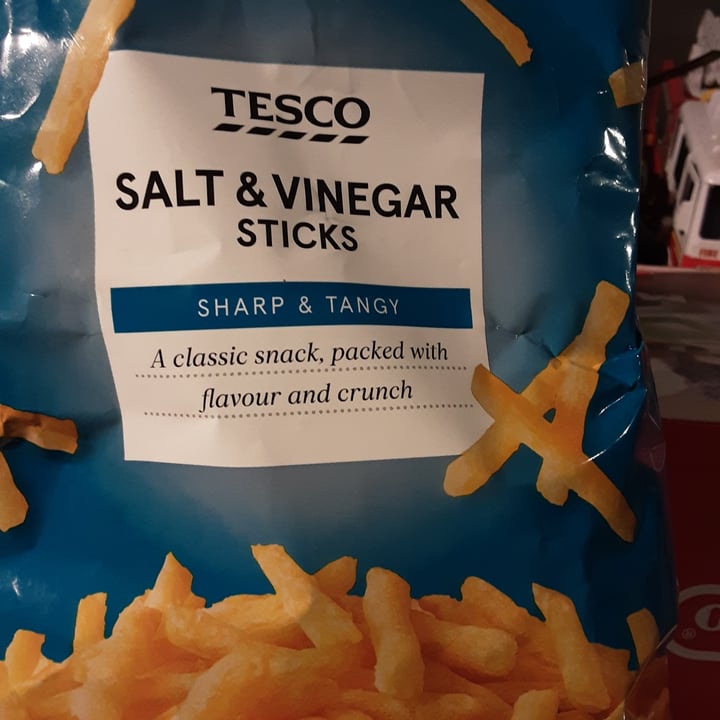 TESCO
SALT & VINEGAR
STICKS
SHARP & TANGY
A classic snack, packed with
flavour and crunch
®